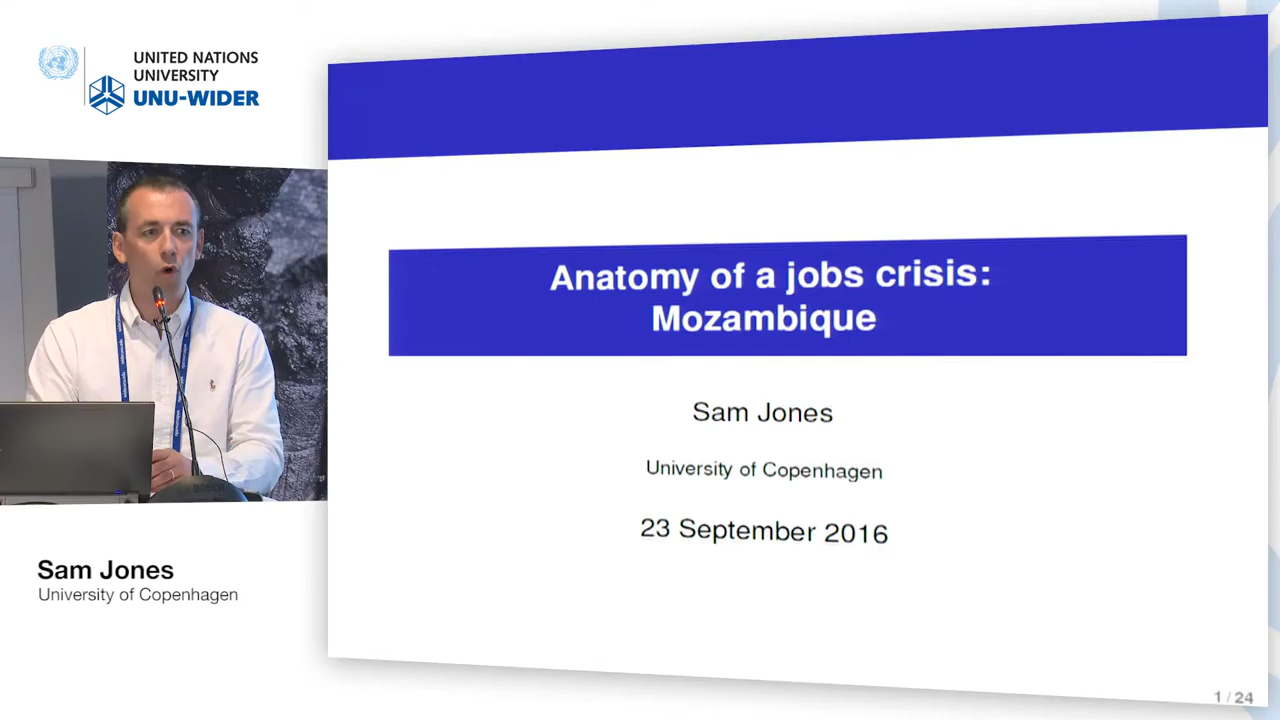 UNITED NATIONS
UNIVERSITY
UNU-WIDER
Anatomy of a jobs crisis:
Mozambique
Sam Jones
University of Copenhagen
23 September 2016
1 / 24
Sam Jones
University of Copenhagen